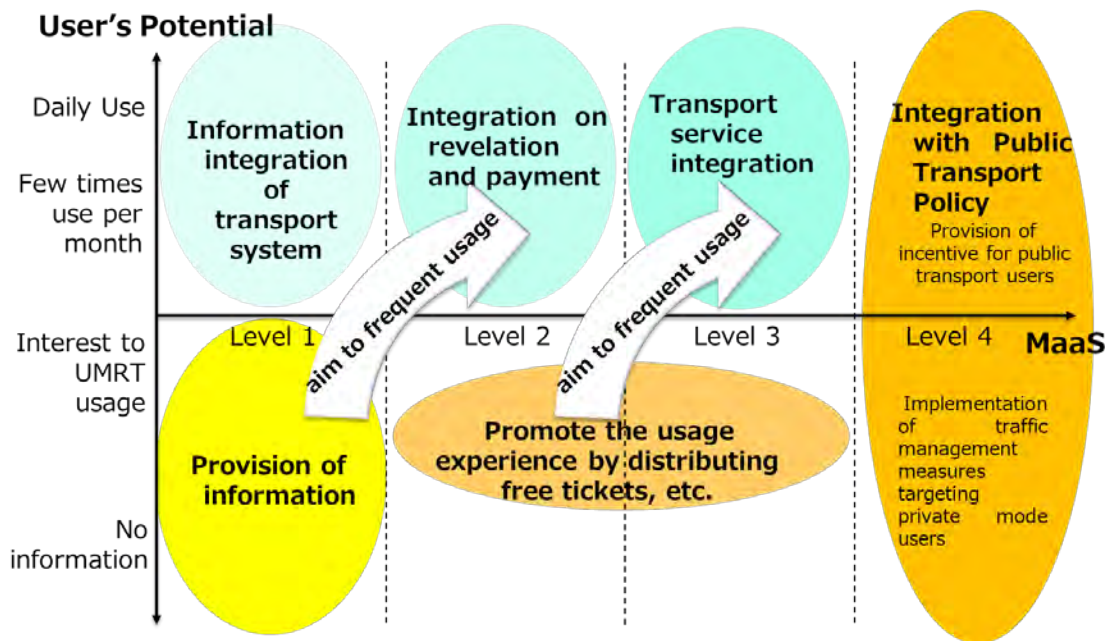 User's Potential
Daily Use
Few times
use per
month
Interest to
UMRT
usage
No
information
Information
integration
of
transport
system
Integration on
revelation
and payment
Transport
service
integration
Integration
with Public
Transport
Policy
Provision of
incentive for public
transport users
aim to frequent usage
aim to frequent usage
Level 1
Level 2
Level 3
Level 4
MaaS
Provision of
information
Promote the usage
experience by distributing
free tickets, etc.
Implementation
of traffic
management
measures
targeting
private mode
users